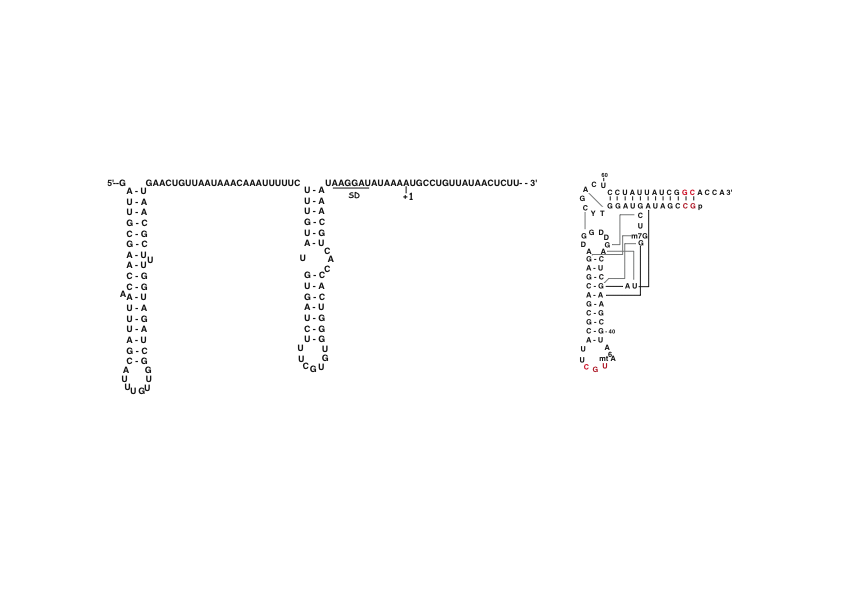 5'–G GAACUGUUAAUAAACAAAUUUUUC UAAGGAUAUAAAAUGCCUGUUAUAACUCUU- - 3'
SD
+1
A - U
U - A
U - A
G - C
C - G
G - C
A - U U
A - U
C - G
C - G
A A - U
U - A
U - G
U - A
A - U
G - C
C - G
A G
U U
U U G U
U - A
U - A
U - A
G - C
U - G
A - U
C
U A
C
G - C
U - A
G - C
A - U
U - G
C - G
U U
U G
C G U
60
A C U
G C
C C U A U U A U C G G C A C C A 3'
G G A U G A U A G C C G p
Y T
C
U
m7G
G
G G D D
D G
A A
G - C
A - U
G - C
C - G A U
A - A
G - C
C - G
C - G - 40
A - U
U A
U mt6A
C G U